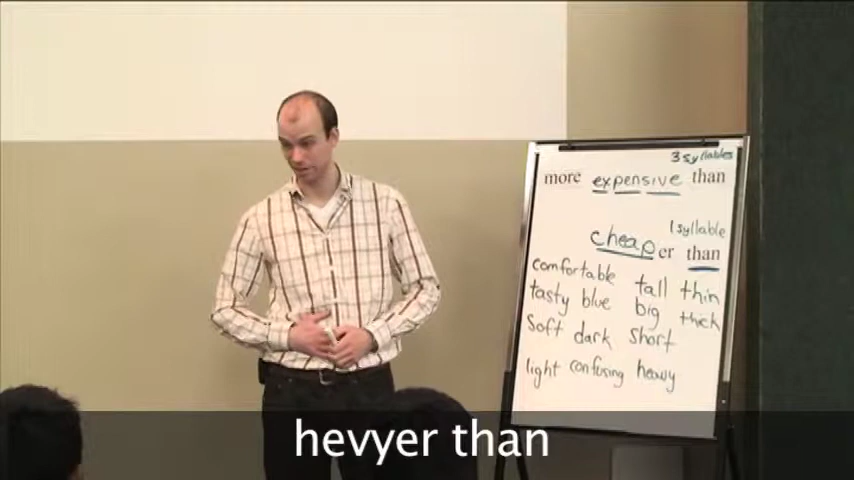 3 syllables
more expensive than
1 syllable
cheaper than
comfortable tall thin
tasty blue big thick
soft dark short
light confusing heavy
hevyer than